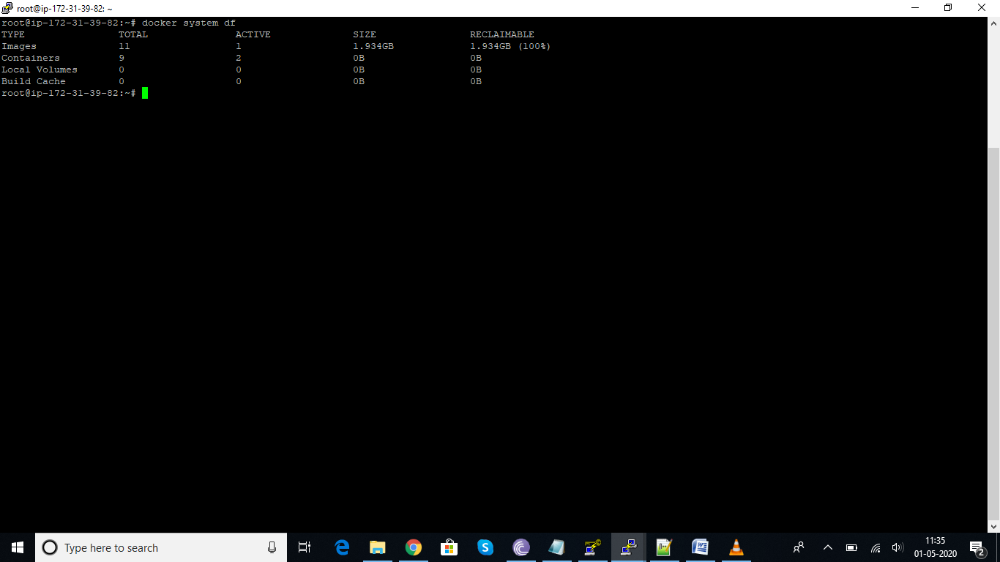 root@ip-172-31-39-82: ~
root@ip-172-31-39-82:~# docker system df
TYPE TOTAL ACTIVE SIZE RECLAIMABLE
Images 11 1 1.934GB 1.934GB (100%)
Containers 9 2 0B 0B
Local Volumes 0 0 0B 0B
Build Cache 0 0 0B 0B
root@ip-172-31-39-82:~#
Type here to search
11:35
01-05-2020
2